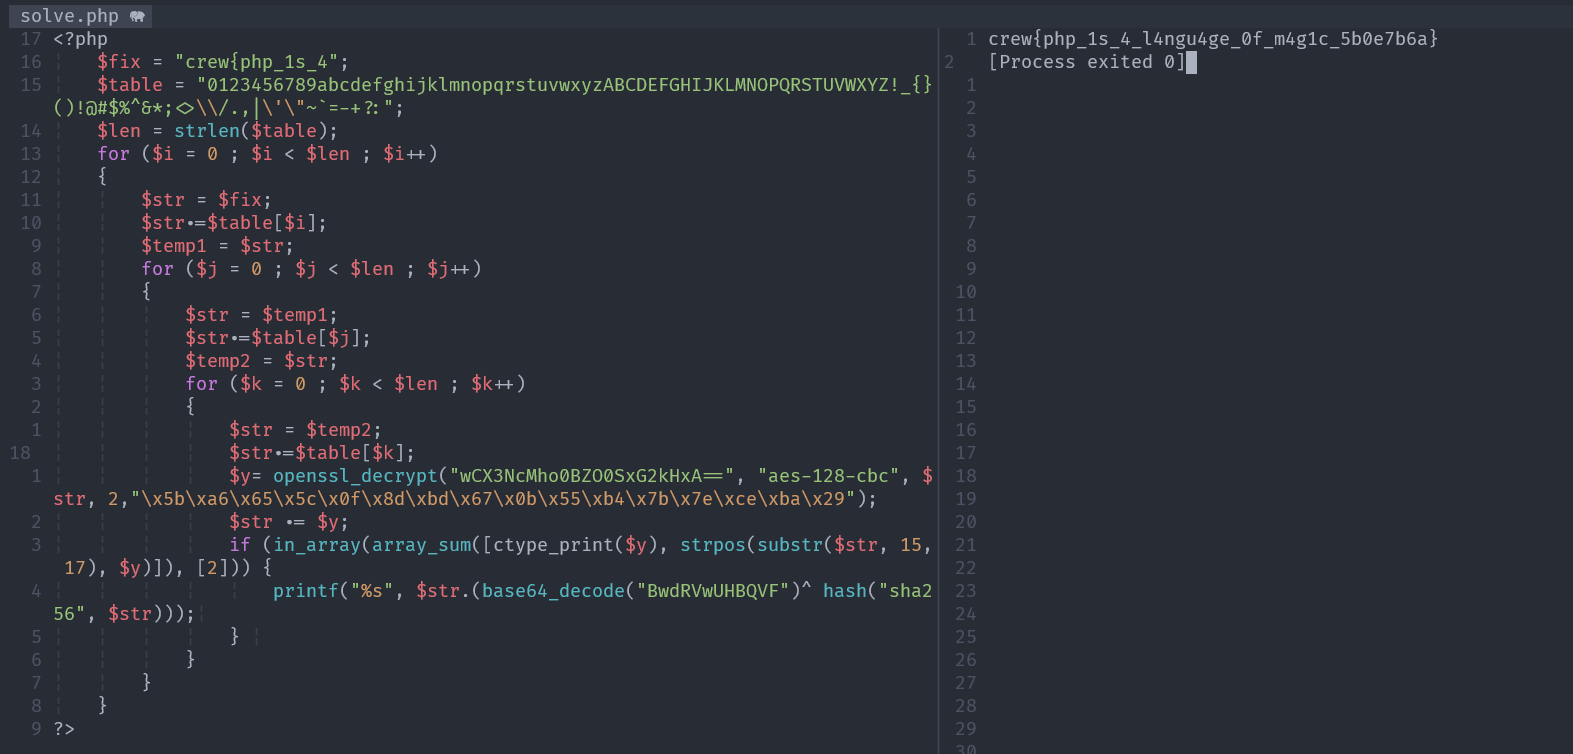 solve.php
17 <?php
16 $fix = "crew{php_1s_4";
15 $table = "0123456789abcdefghijklmnopqrstuvwxyzABCDEFGHIJKLMNOPQRSTUVWXYZ!_{}
()!@#$%^&*;<>\\/.,|\'\"~`=-+?:";
14 $len = strlen($table);
13 for ($i = 0 ; $i < $len ; $i++)
12 {
11 $str = $fix;
10 $str.=$table[$i];
9 $temp1 = $str;
8 for ($j = 0 ; $j < $len ; $j++)
7 {
6 $str = $temp1;
5 $str.=$table[$j];
4 $temp2 = $str;
3 for ($k = 0 ; $k < $len ; $k++)
2 {
1 $str = $temp2;
18 $str.=$table[$k];
1 $y= openssl_decrypt("wCX3NcMho0BZO0SxG2kHxA==", "aes-128-cbc", $
str, 2,"\x5b\xa6\x65\x5c\x0f\x8d\xbd\x67\x0b\x55\xb4\x7b\x7e\xce\xba\x29");
2 $str .= $y;
3 if (in_array(array_sum([ctype_print($y), strpos(substr($str, 15,
17), $y)]), [2])) {
4 printf("%s", $str.(base64_decode("BwdRVwUHBQVF")^ hash("sha2
56", $str)));
5 }
6 }
7 }
8 }
9 ?>
1 crew{php_1s_4_l4ngu4ge_0f_m4g1c_5b0e7b6a}
2 [Process exited 0]
1
2
3
4
5
6
7
8
9
10
11
12
13
14
15
16
17
18
19
20
21
22
23
24
25
26
27
28
29
30